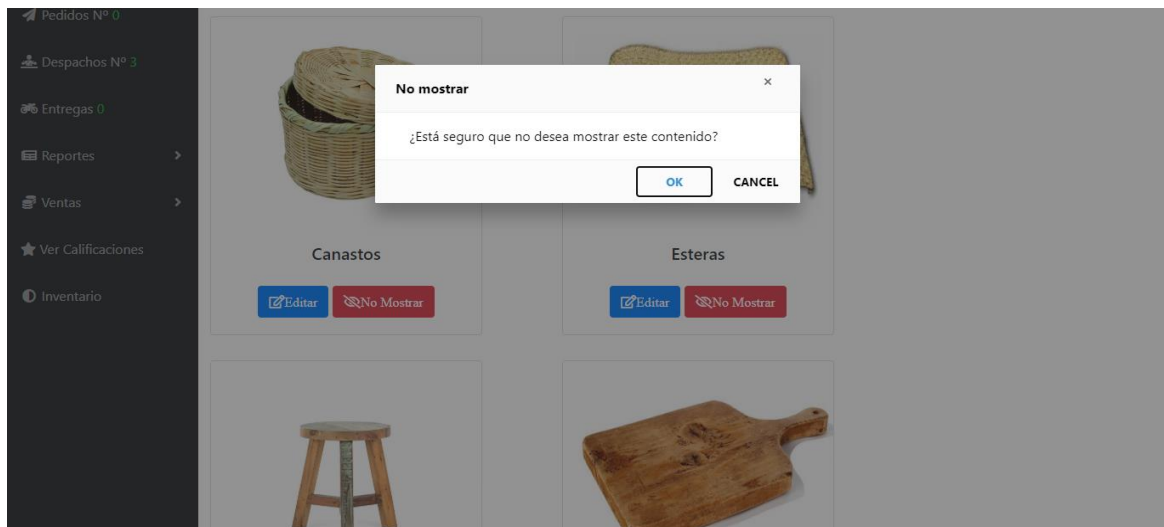 Pedidos Nº 0
Despachos Nº 3
Entregas 0
Reportes
Ventas
Ver Calificaciones
Inventario
No mostrar ×
¿Está seguro que no desea mostrar este contenido?
OK CANCEL
Canastos
Esteras
Editar No Mostrar
Editar No Mostrar